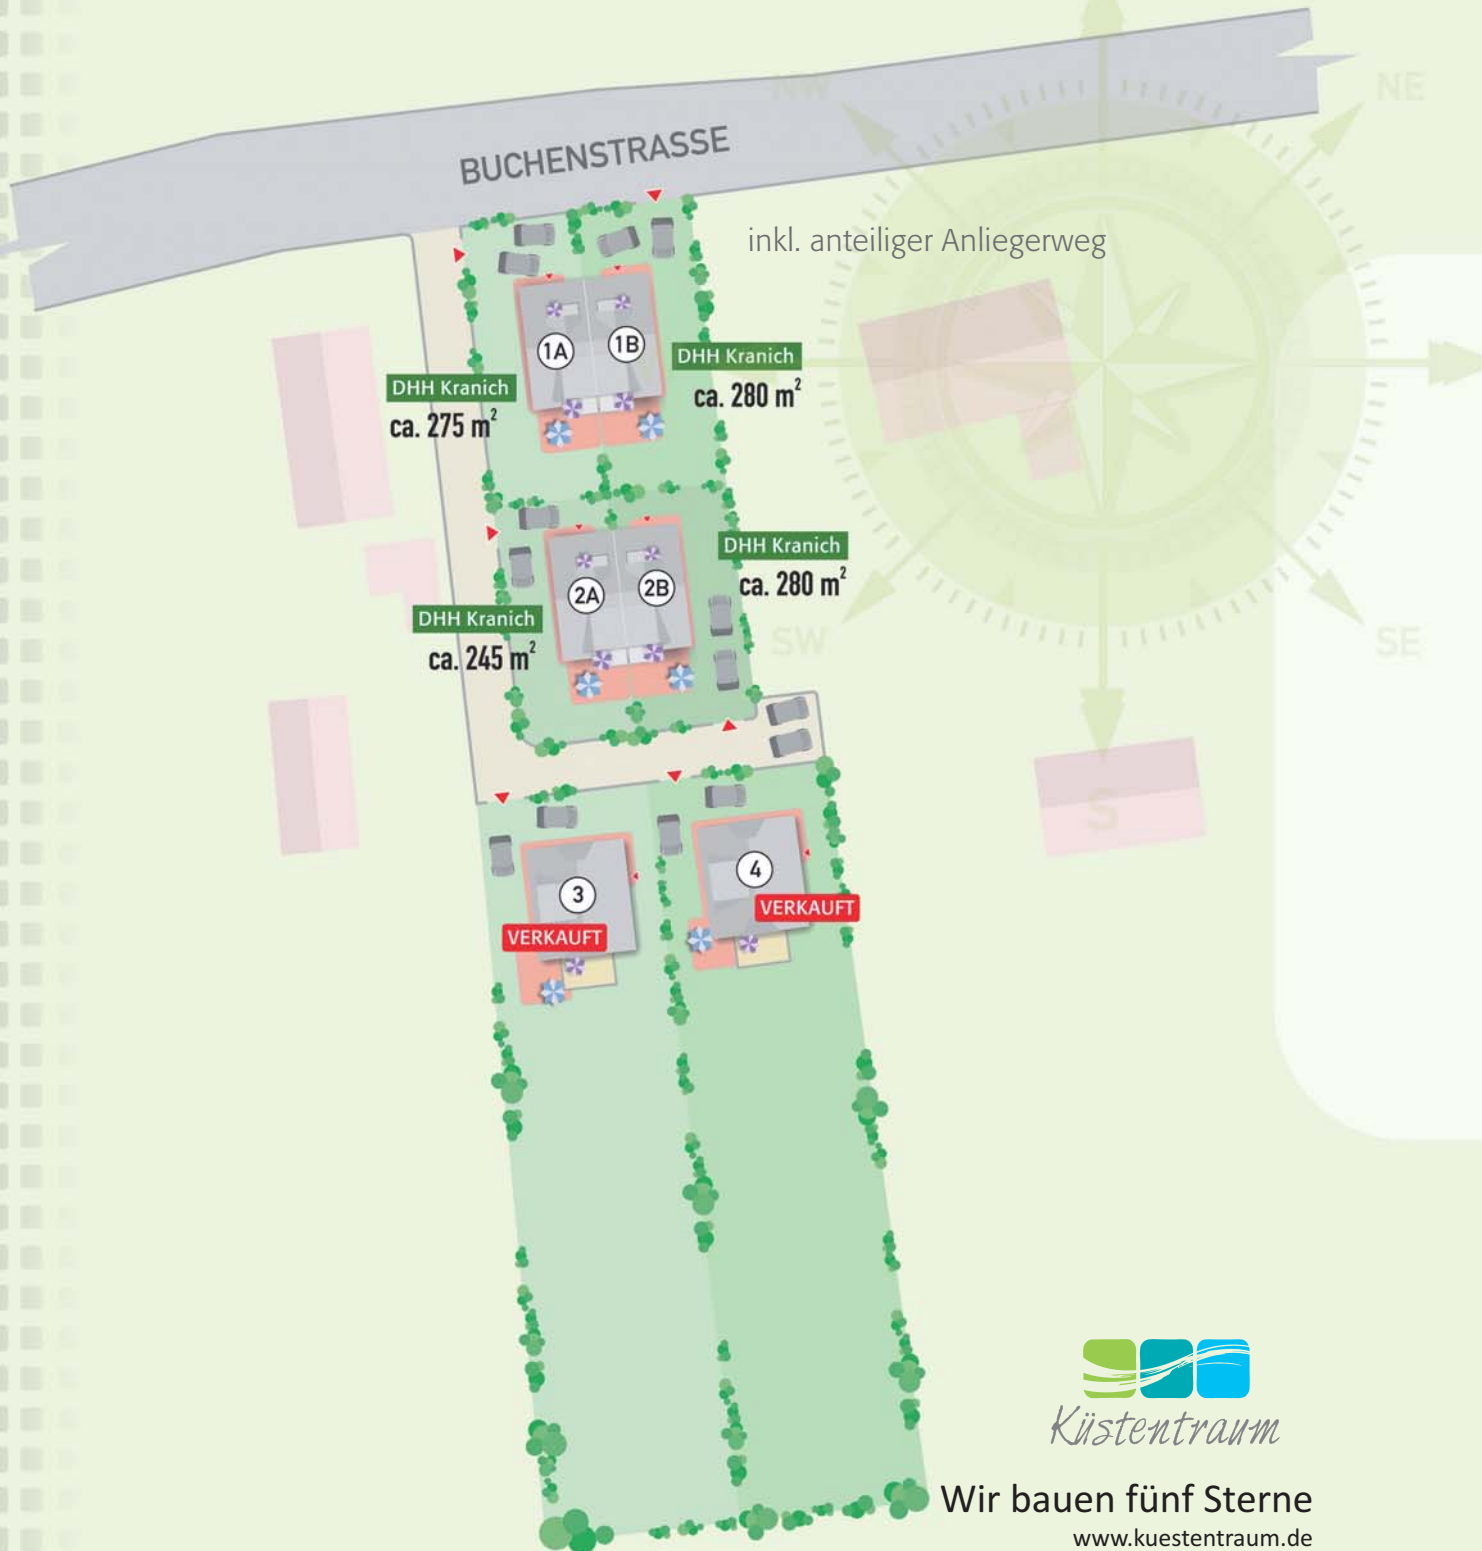 NW
NE
BUCHENSTRASSE
inkl. anteiliger Anliegerweg
1A
1B
DHH Kranich
ca. 275 m²
DHH Kranich
ca. 280 m²
2A
2B
DHH Kranich
ca. 245 m²
DHH Kranich
ca. 280 m²
SW
SE
S
3
VERKAUFT
4
VERKAUFT
Küstentraum
Wir bauen fünf Sterne
www.kuestentraum.de